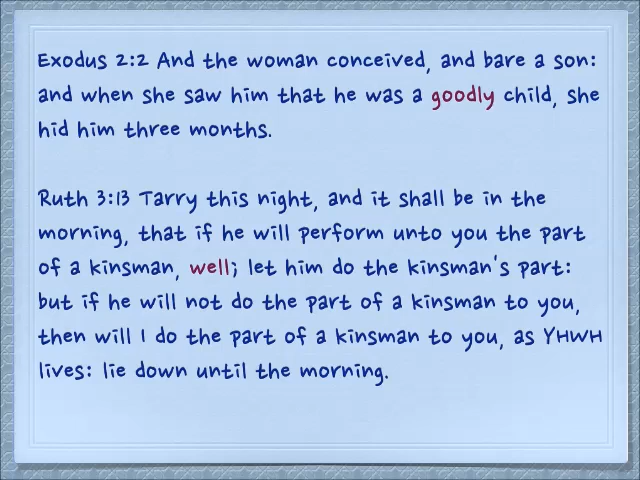 Exodus 2:2 And the woman conceived, and bare a son:
and when she saw him that he was a goodly child, she
hid him three months.
Ruth 3:13 Tarry this night, and it shall be in the
morning, that if he will perform unto you the part
of a kinsman, well; let him do the kinsman's part:
but if he will not do the part of a kinsman to you,
then will I do the part of a kinsman to you, as YHWH
lives: lie down until the morning.